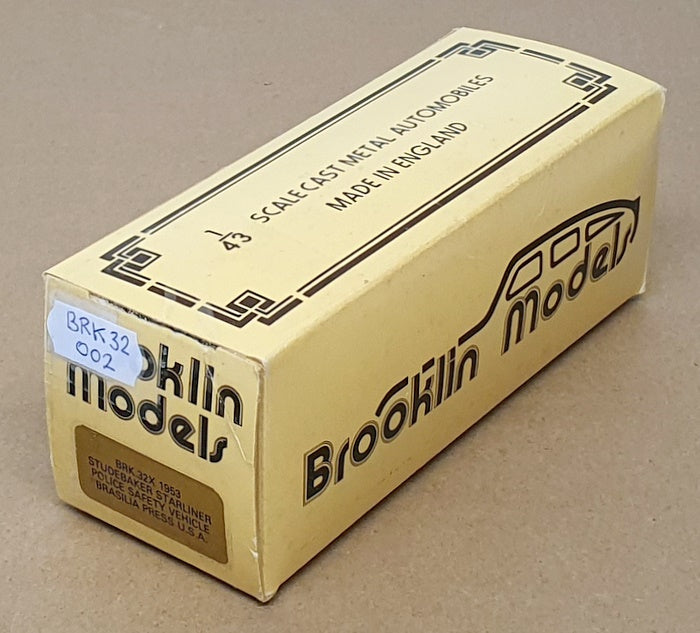 1/43 SCALE CAST METAL AUTOMOBILES
MADE IN ENGLAND
Brooklin Models
BRK32
002
ooklin
Models
BRK.32X 1953
STUDEBAKER STARLINER
POLICE SAFETY VEHICLE
BRASILIA PRESS U.S.A.